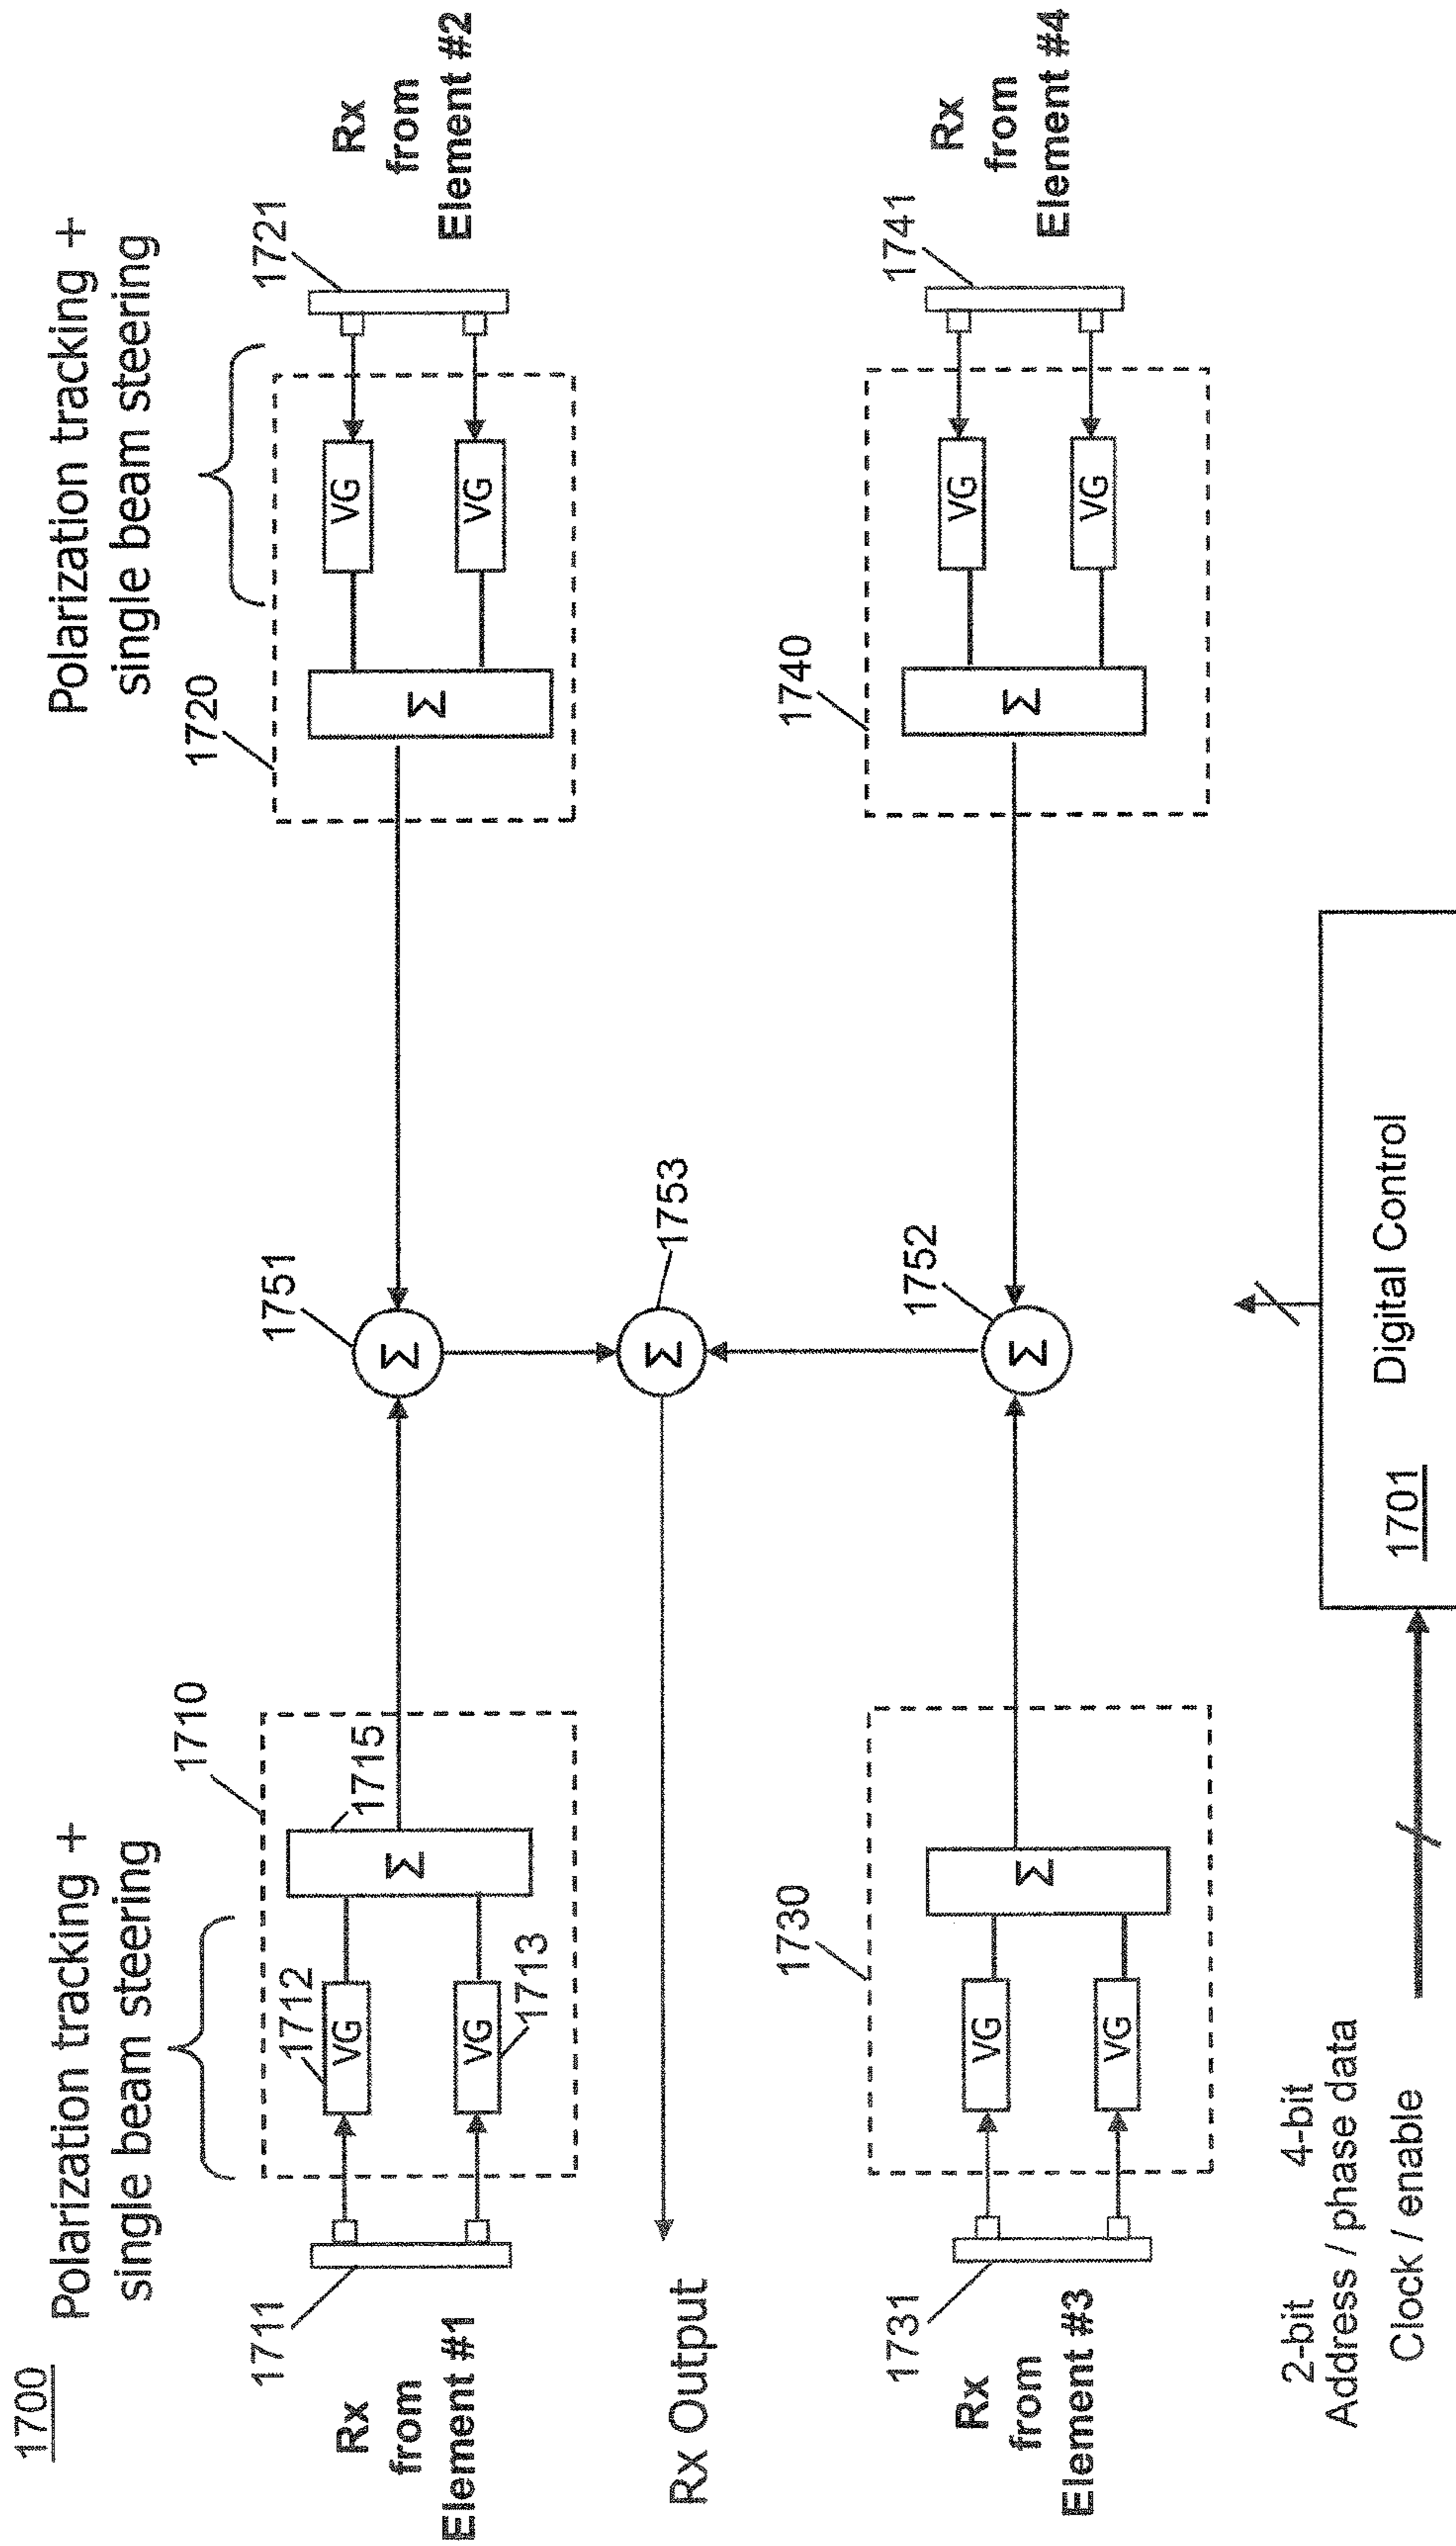 1700
Polarization tracking +
single beam steering
Polarization tracking +
single beam steering
1710
1720
1711
Rx
from
Element #1
1712
VG
VG
1713
1715
Σ
1751
Σ
Σ
VG
VG
1721
Rx
from
Element #2
Rx Output
Σ
1753
1730
1731
Rx
from
Element #3
VG
VG
Σ
1752
Σ
1740
Σ
VG
VG
1741
Rx
from
Element #4
2-bit 4-bit
Address / phase data
Clock / enable
1701 Digital Control